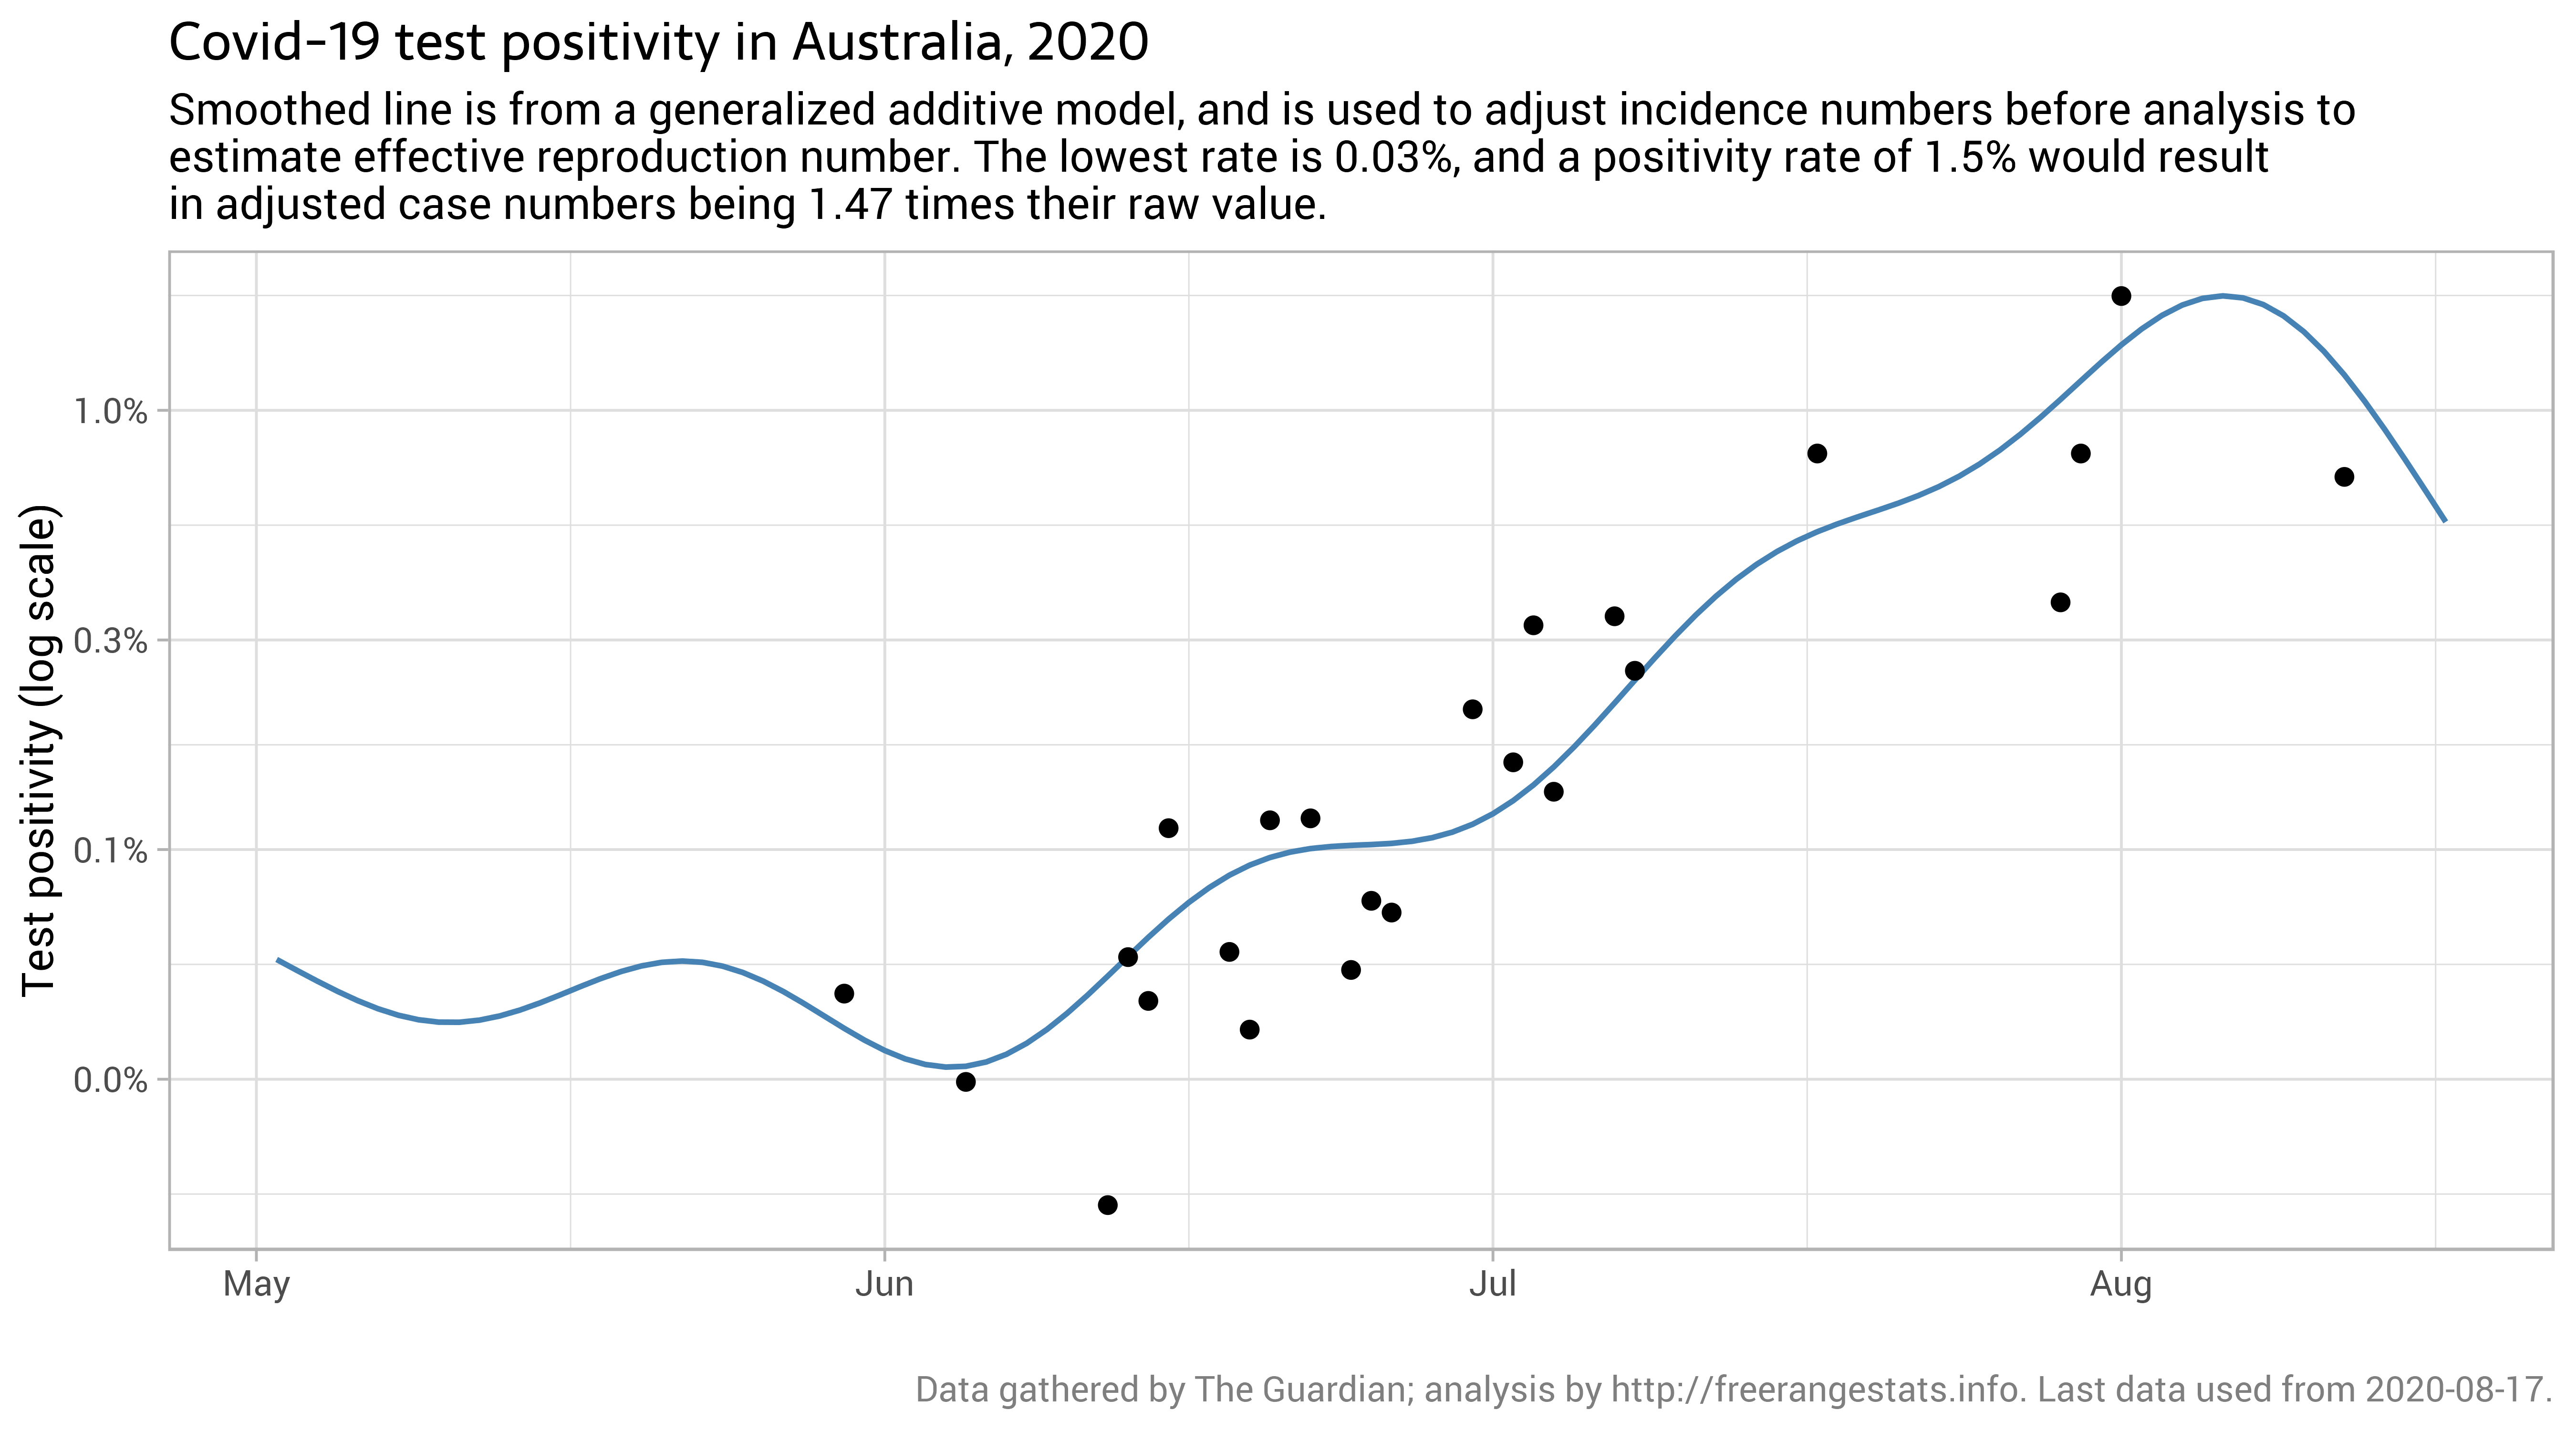 Covid-19 test positivity in Australia, 2020
Smoothed line is from a generalized additive model, and is used to adjust incidence numbers before analysis to
estimate effective reproduction number. The lowest rate is 0.03%, and a positivity rate of 1.5% would result
in adjusted case numbers being 1.47 times their raw value.
Test positivity (log scale)
1.0%
0.3%
0.1%
0.0%
May Jun Jul Aug
Data gathered by The Guardian; analysis by http://freerangestats.info. Last data used from 2020-08-17.